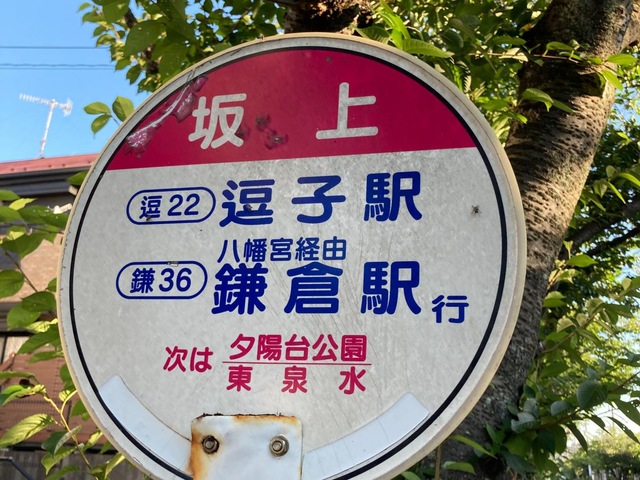 坂上
逗22 逗子駅
八幡宮経由
鎌36 鎌倉駅行
次は 夕陽台公園
東泉水